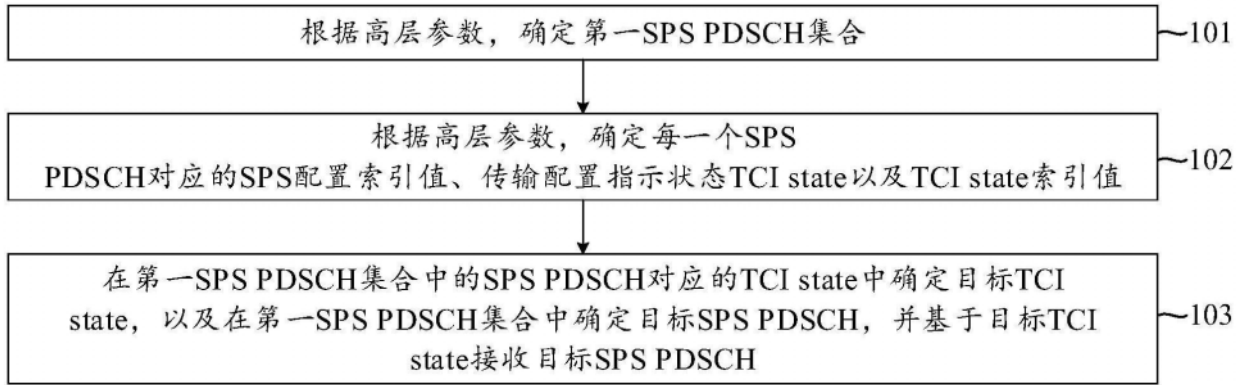 根据高层参数，确定第一SPS PDSCH集合
101
根据高层参数，确定每一个SPS
PDSCH对应的SPS配置索引值、传输配置指示状态TCI state以及TCI state索引值
102
在第一SPS PDSCH集合中的SPS PDSCH对应的TCI state中确定目标TCI
state，以及在第一SPS PDSCH集合中确定目标SPS PDSCH，并基于目标TCI
state接收目标SPS PDSCH
103